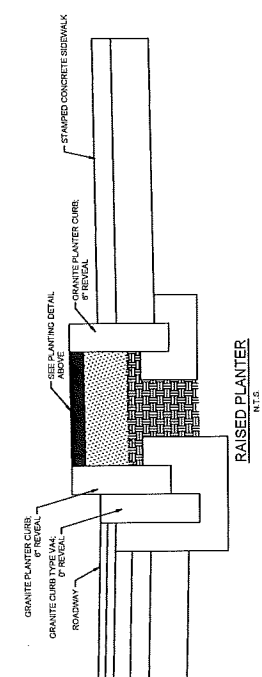 GRANITE PLANTER CURB;
6" REVEAL
GRANITE CURB TYPE VA4;
0" REVEAL
ROADWAY
SEE PLANTING DETAIL
ABOVE
GRANITE PLANTER CURB;
6" REVEAL
STAMPED CONCRETE SIDEWALK
RAISED PLANTER
N.T.S.